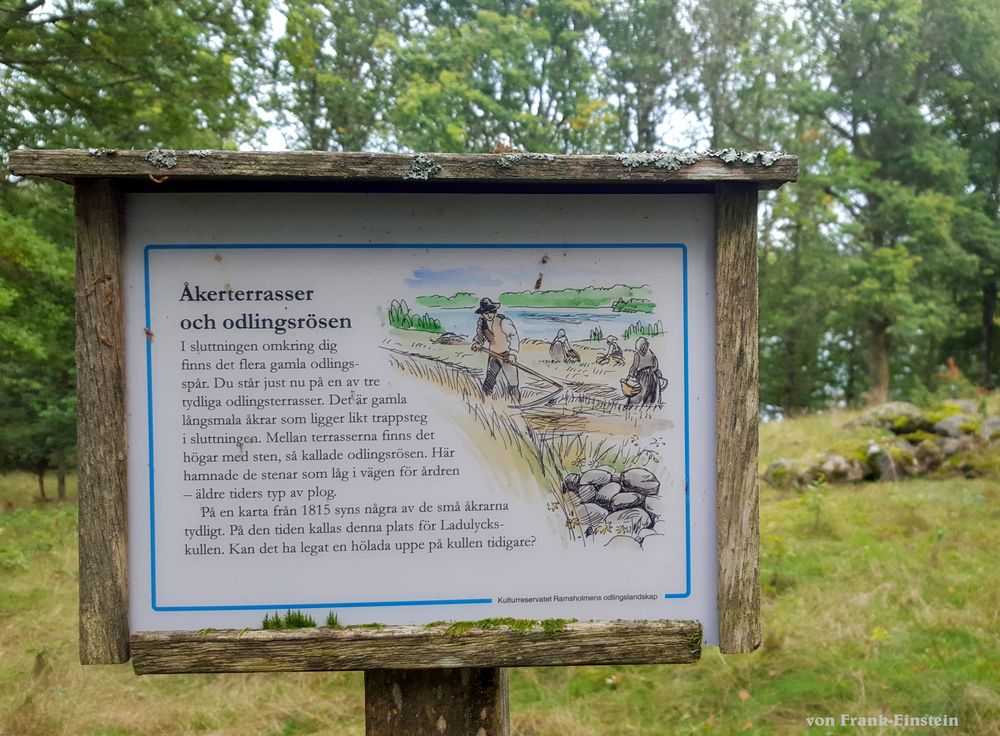 Åkerterrasser
och odlingsrösen
I sluttningen omkring dig
finns det flera gamla odlings-
spår. Du står just nu på en av tre
tydliga odlingsterrasser. Det är gamla
långsmala åkrar som ligger likt trappsteg
i sluttningen. Mellan terrasserna finns det
högar med sten, så kallade odlingsrösen. Här
hamnade de stenar som låg i vägen för årdren
– äldre tiders typ av plog.
På en karta från 1815 syns några av de små åkrarna
tydligt. På den tiden kallas denna plats för Ladulycks-
kullen. Kan det ha legat en hölada uppe på kullen tidigare?
Kulturreservatet Ramsholmens odlingslandskap
von Frank-Einstein